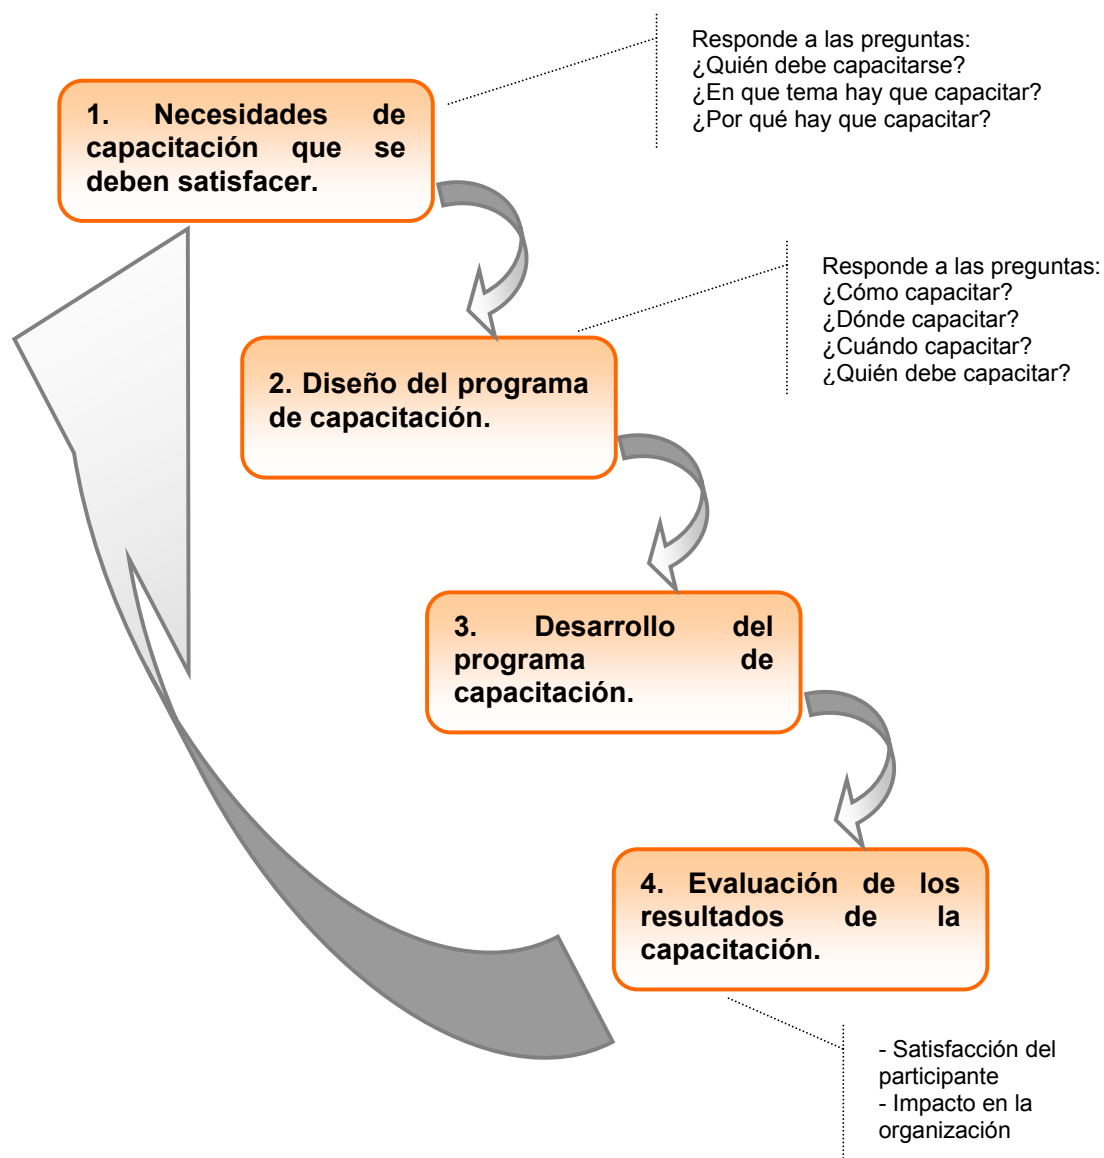 Responde a las preguntas:
¿Quién debe capacitarse?
¿En que tema hay que capacitar?
¿Por qué hay que capacitar?
1. Necesidades de
capacitación que se
deben satisfacer.
Responde a las preguntas:
¿Cómo capacitar?
¿Dónde capacitar?
¿Cuándo capacitar?
¿Quién debe capacitar?
2. Diseño del programa
de capacitación.
3. Desarrollo del
programa de
capacitación.
4. Evaluación de los
resultados de la
capacitación.
- Satisfacción del
participante
- Impacto en la
organización